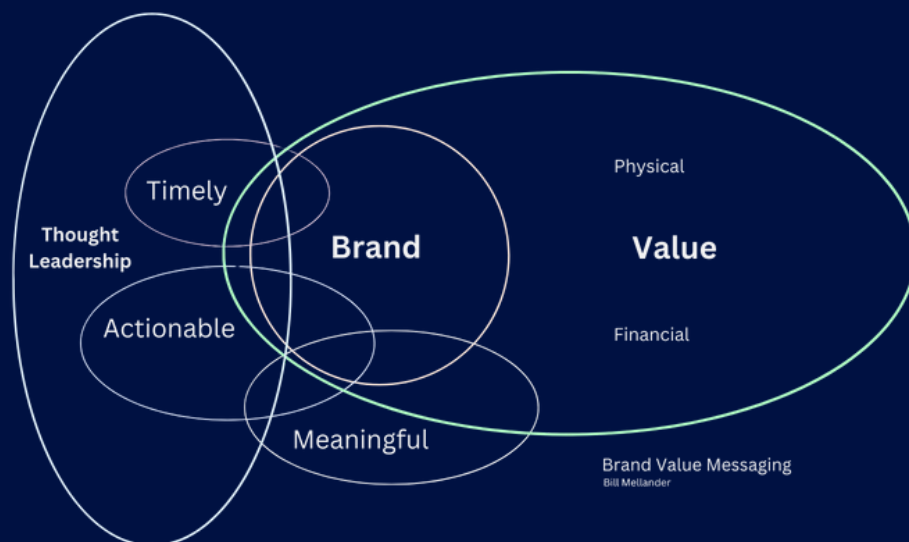 Physical
Timely
Thought
Leadership
Brand
Value
Actionable
Financial
Meaningful
Brand Value Messaging
Bill Mellander